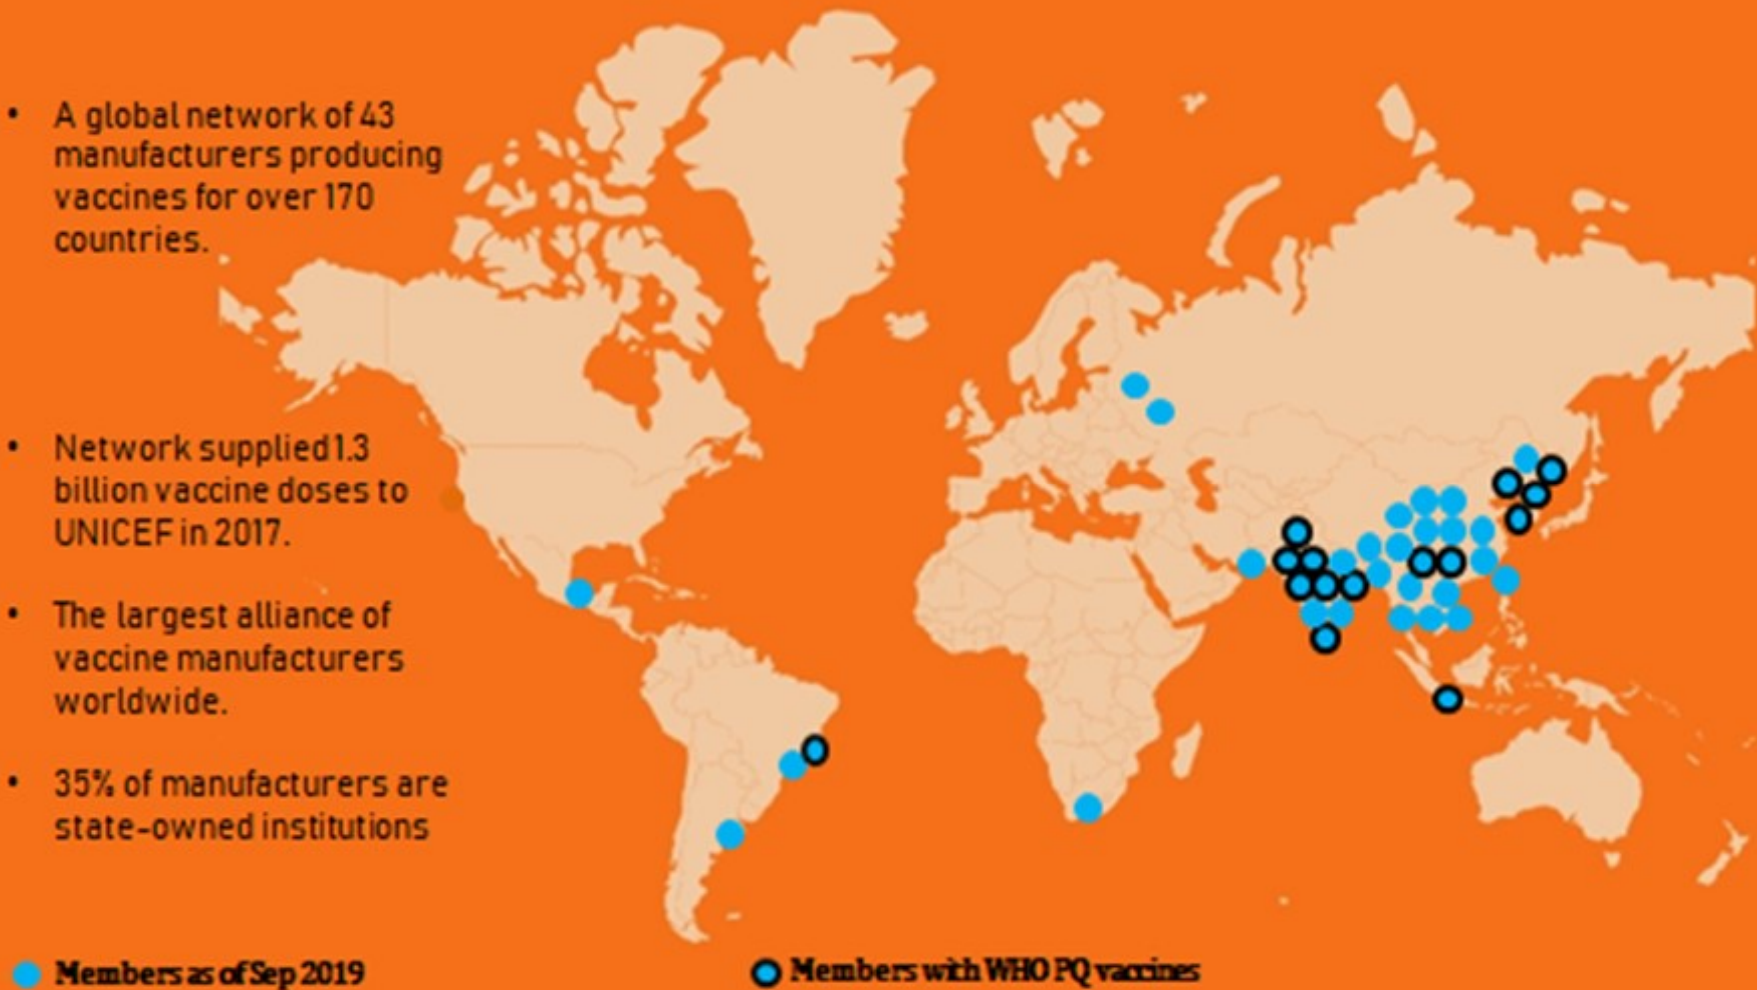 • A global network of 43
manufacturers producing
vaccines for over 170
countries.
• Network supplied 1.3
billion vaccine doses to
UNICEF in 2017.
• The largest alliance of
vaccine manufacturers
worldwide.
• 35% of manufacturers are
state-owned institutions
Members as of Sep 2019
Members with WHO PQ vaccines